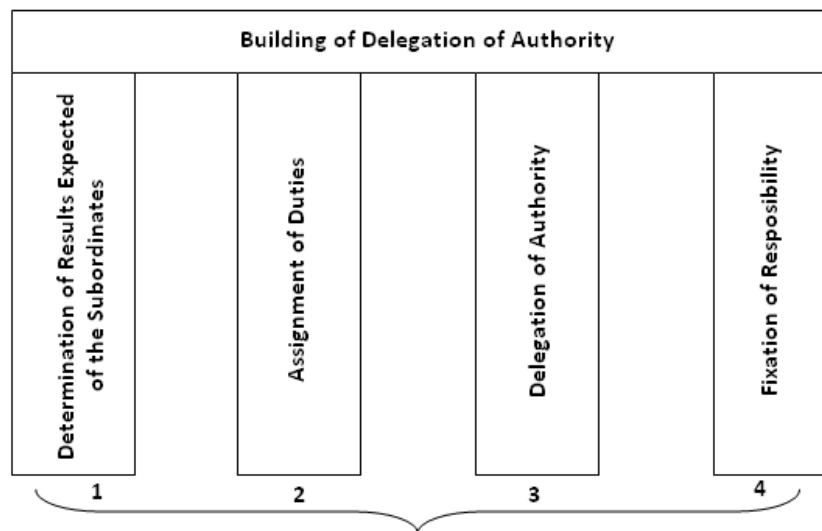 Building of Delegation of Authority
Determination of Results Expected
of the Subordinates
Assignment of Duties
Delegation of Authority
Fixation of Resposibility
1
2
3
4